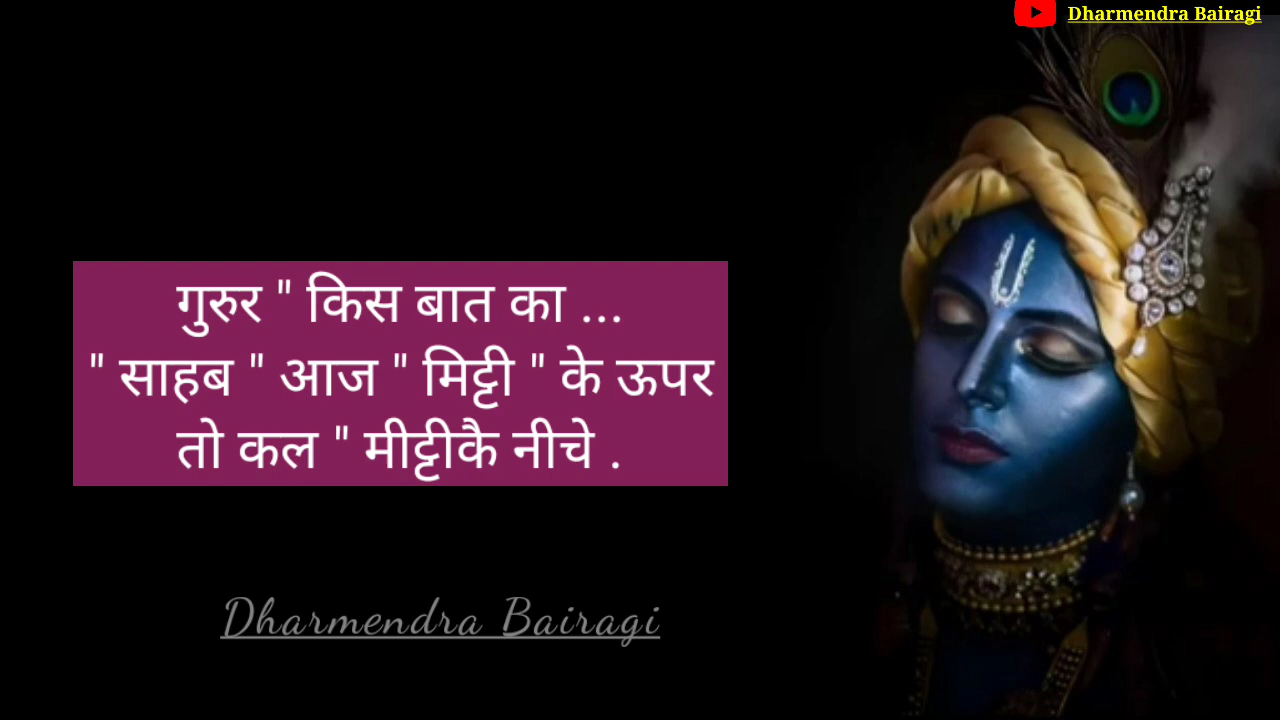 Dharmendra Bairagi
गुरुर " किस बात का ...
" साहब " आज " मिट्टी " के ऊपर
तो कल " मीट्टीकै नीचे .
Dharmendra Bairagi